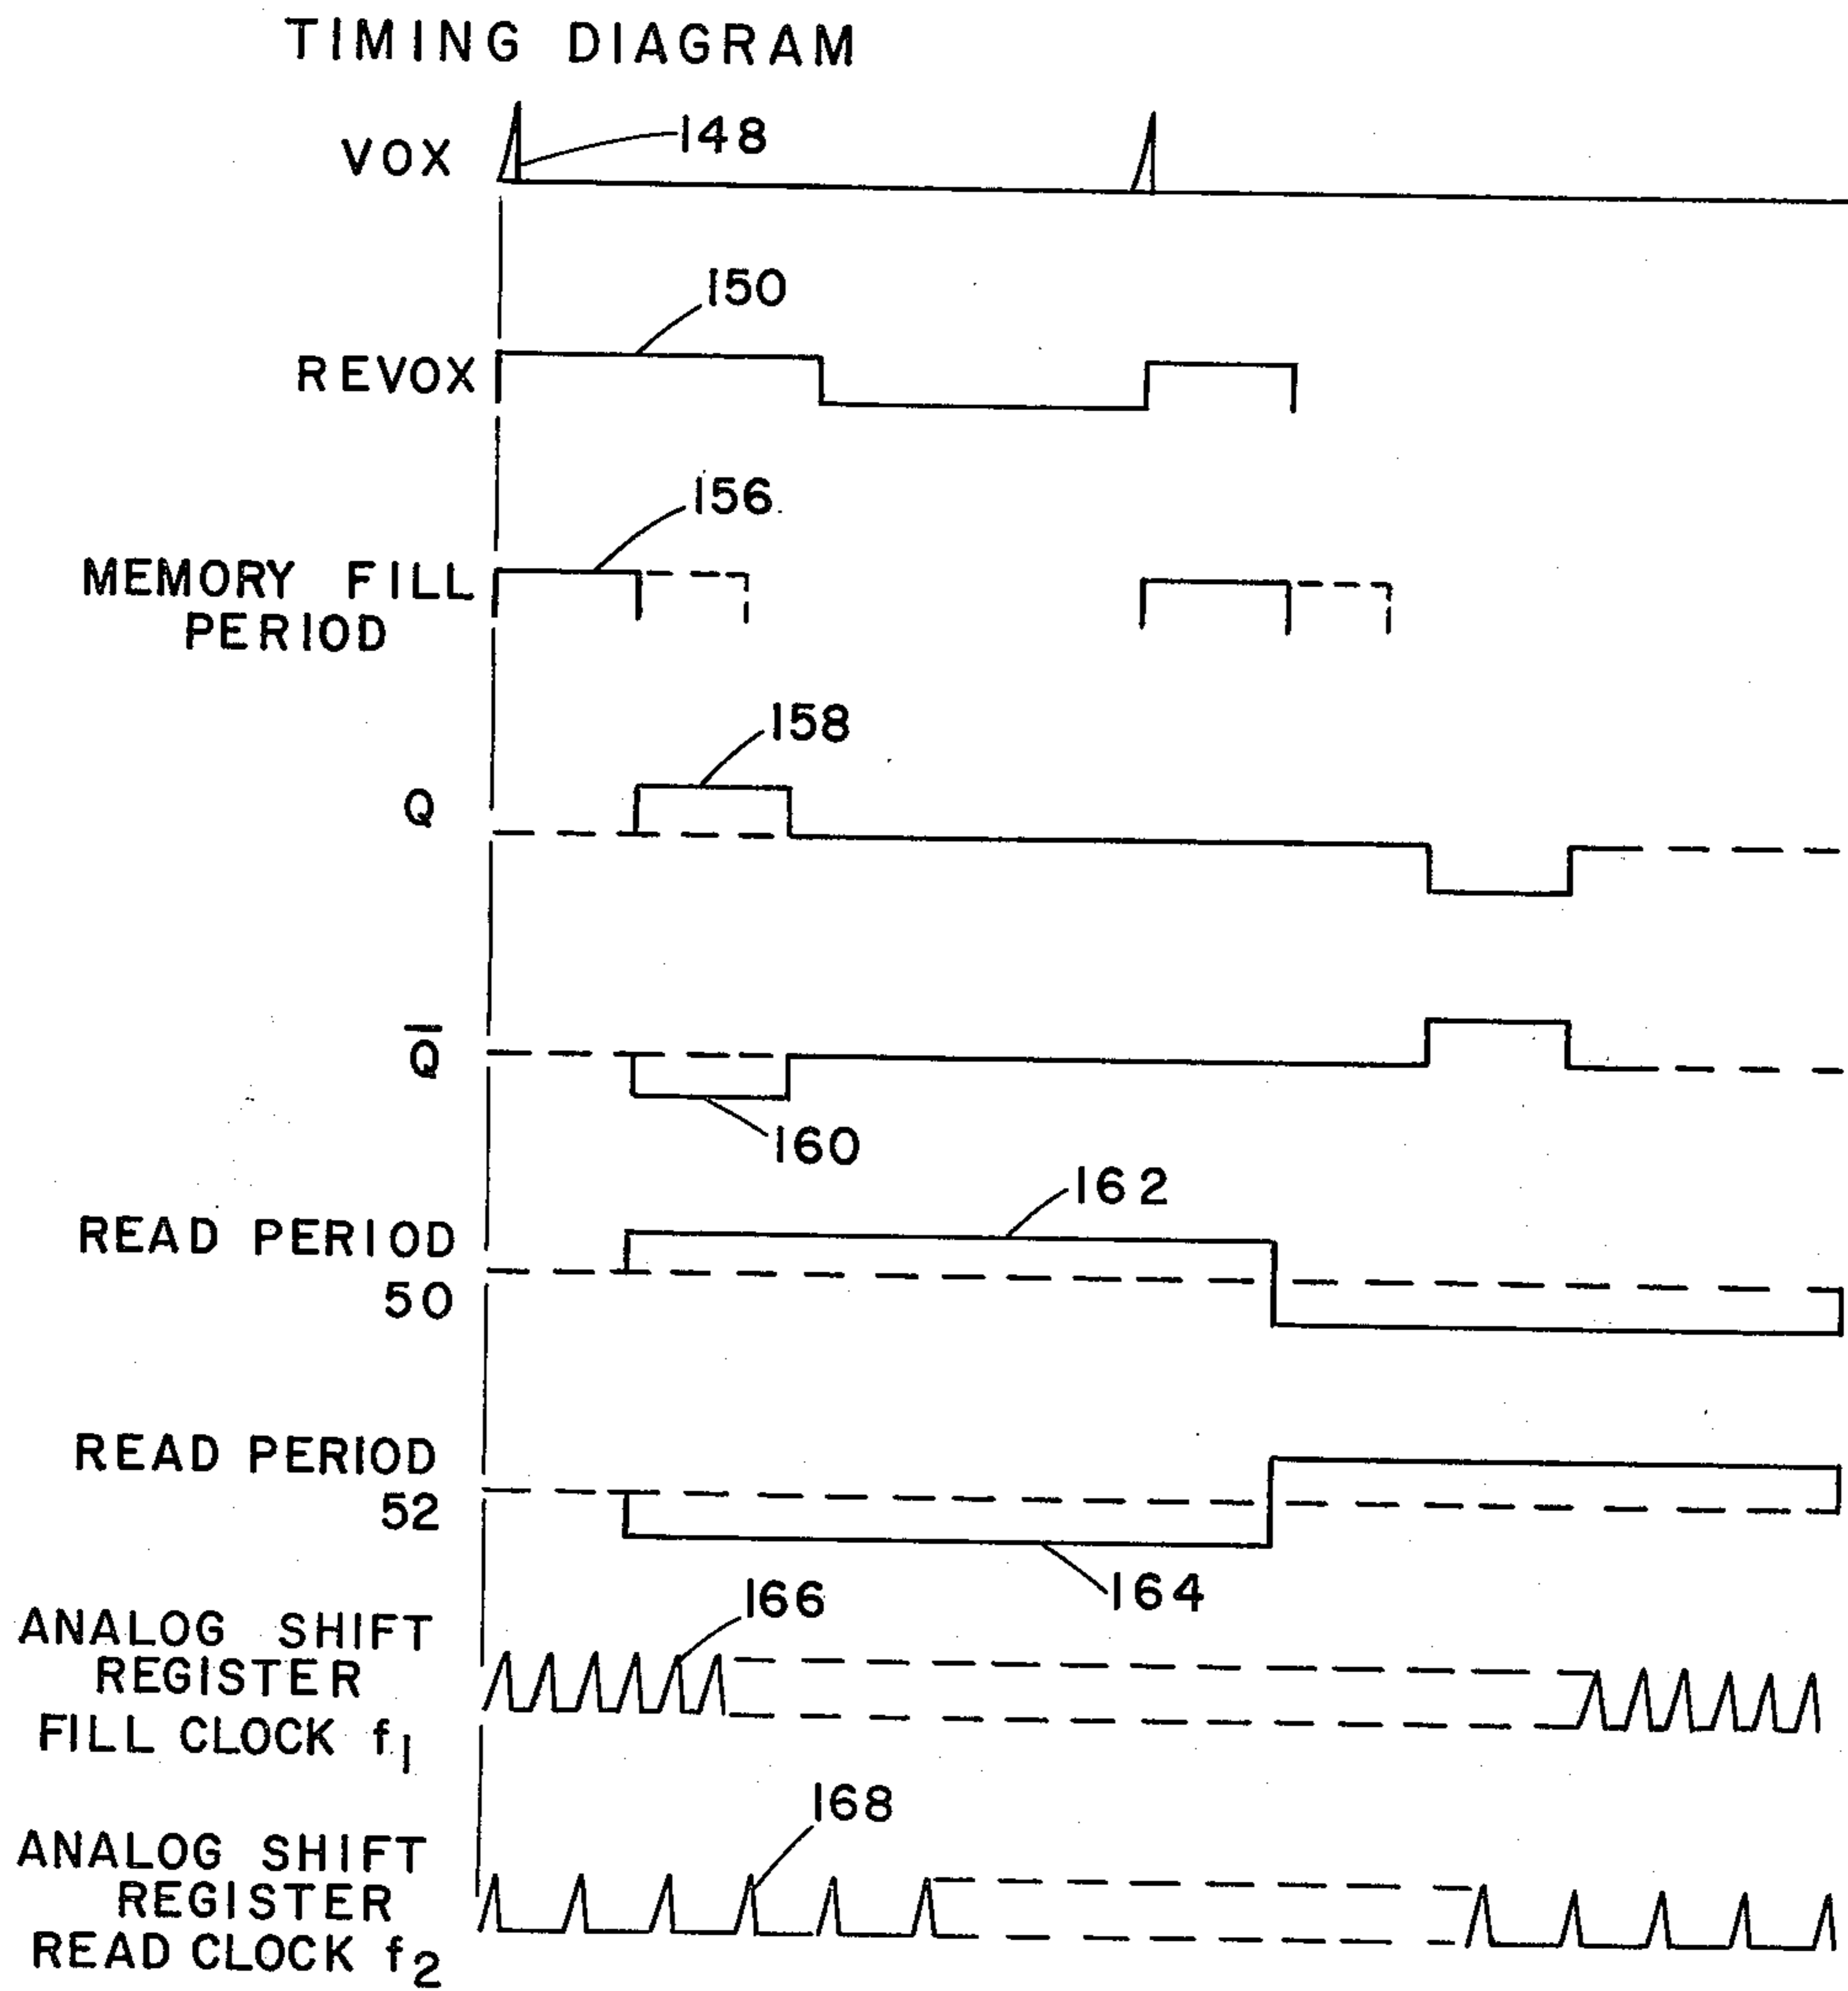 TIMING DIAGRAM
VOX
148
REVOX
150
MEMORY FILL
PERIOD
156
Q
158
Q̅
160
READ PERIOD
50
162
READ PERIOD
52
164
ANALOG SHIFT
REGISTER
FILL CLOCK f1
166
ANALOG SHIFT
REGISTER
READ CLOCK f2
168